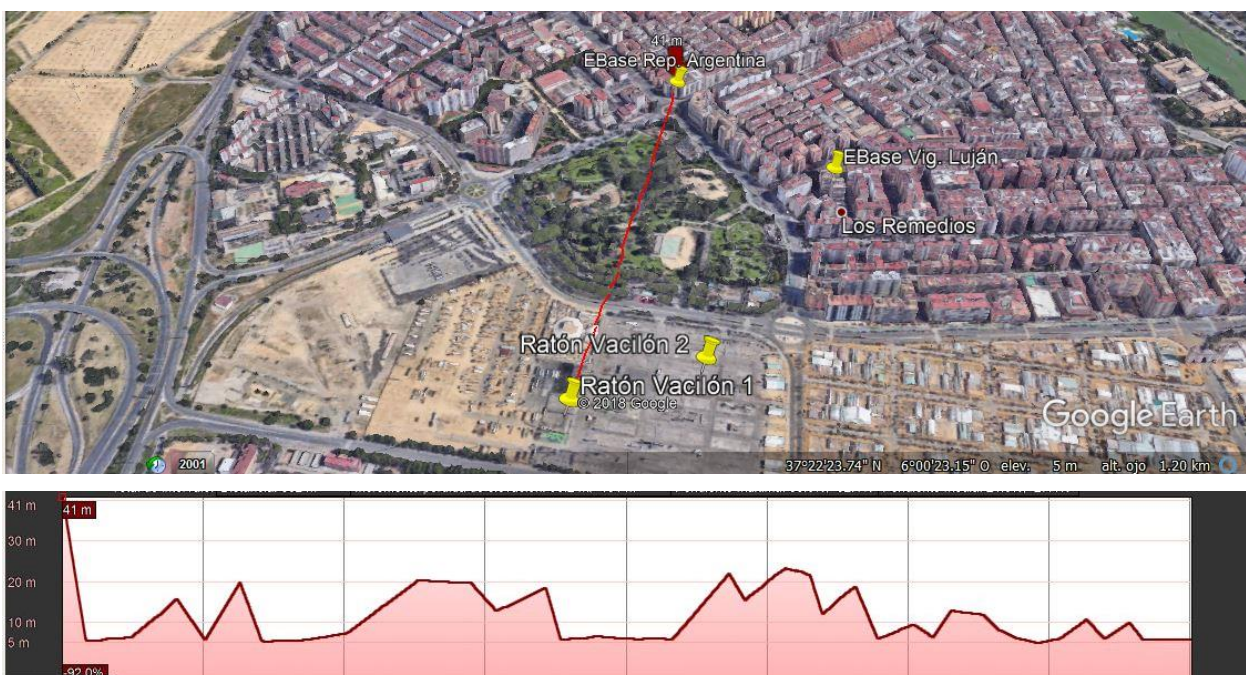 41 m
EBase Rep. Argentina
EBase Vig. Luján
Los Remedios
Ratón Vacilón 2
Ratón Vacilón 1
© 2018 Google
Google Earth
2001
37°22'23.74" N 6°00'23.15" O elev. 5 m alt. ojo 1.20 km
41 m
41 m
30 m
20 m
10 m
5 m
-92.0%